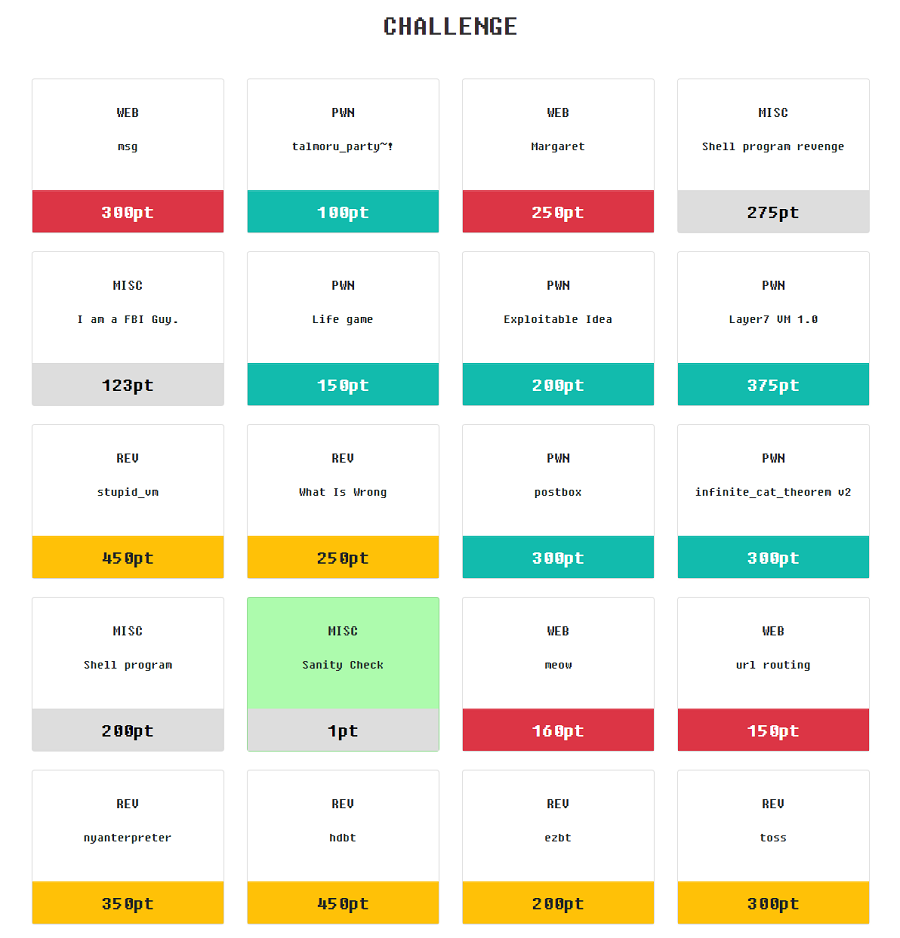 CHALLENGE
WEB
msg
300pt
PWN
talmoru_party~!
100pt
WEB
Margaret
250pt
MISC
Shell program revenge
275pt
MISC
I am a FBI Guy.
123pt
PWN
Life game
150pt
PWN
Exploitable Idea
200pt
PWN
Layer7 VM 1.0
375pt
REV
stupid_vm
450pt
REV
What Is Wrong
250pt
PWN
postbox
300pt
PWN
infinite_cat_theorem v2
300pt
MISC
Shell program
200pt
MISC
Sanity Check
1pt
WEB
meow
160pt
WEB
url routing
150pt
REV
nyanterpreter
350pt
REV
hdbt
450pt
REV
ezbt
200pt
REV
toss
300pt